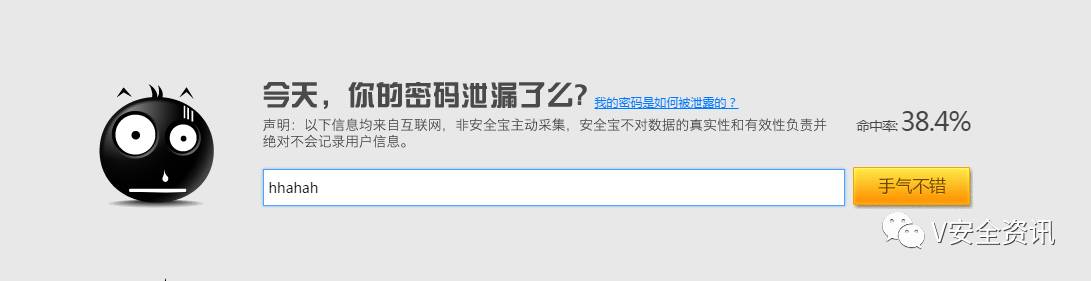 今天，你的密码泄漏了么? 我的密码是如何被泄露的？
声明：以下信息均来自互联网，非安全宝主动采集，安全宝不对数据的真实性和有效性负责并
绝对不会记录用户信息。
命中率: 38.4%
hhahah
手气不错
V安全资讯